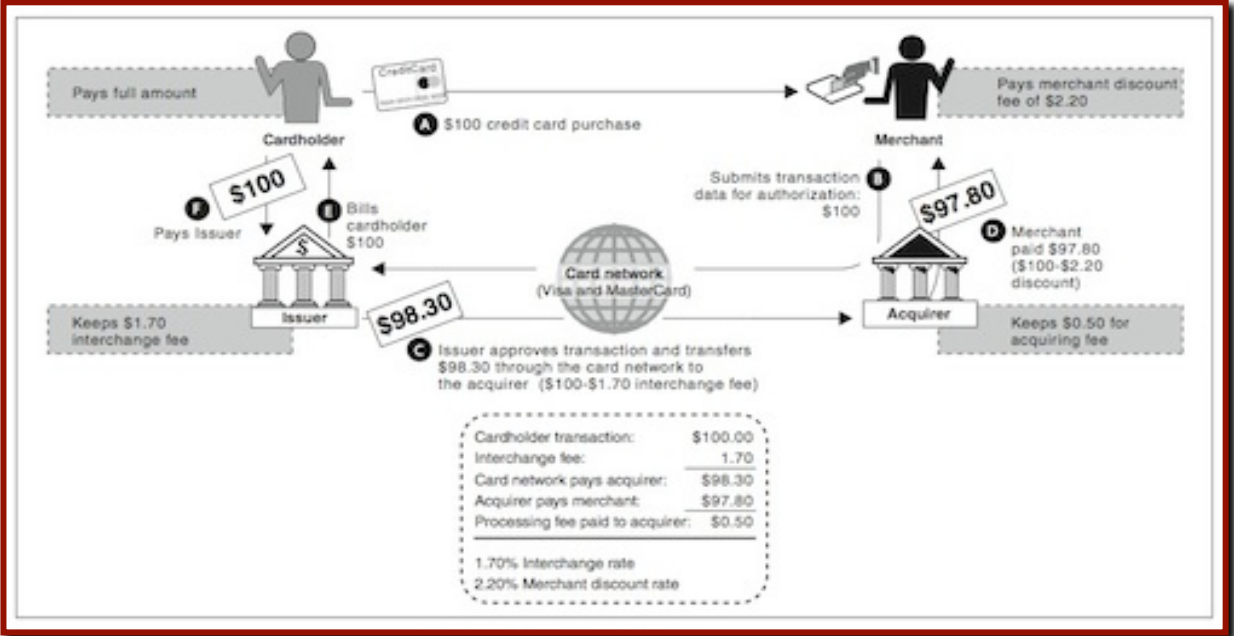 Pays full amount
CreditCard
Pays merchant discount
fee of $2.20
A $100 credit card purchase
Cardholder
Merchant
$100
F
Pays Issuer
E Bills
cardholder
$100
Submits transaction
data for authorization:
$100
B
$97.80
D Merchant
paid $97.80
($100-$2.20
discount)
$
Card network
(Visa and MasterCard)
Issuer
Acquirer
Keeps $1.70
interchange fee
$98.30
Keeps $0.50 for
acquiring fee
C Issuer approves transaction and transfers
$98.30 through the card network to
the acquirer ($100-$1.70 interchange fee)
Cardholder transaction: $100.00
Interchange fee: 1.70
Card network pays acquirer: $98.30
Acquirer pays merchant: $97.80
Processing fee paid to acquirer: $0.50
1.70% Interchange rate
2.20% Merchant discount rate